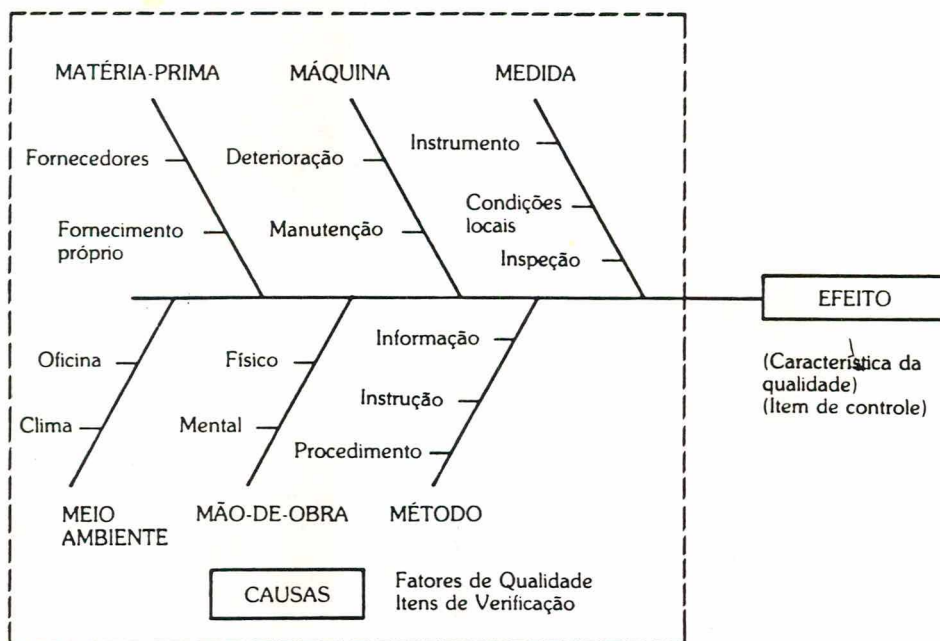 MATÉRIA-PRIMA
MÁQUINA
MEDIDA
Fornecedores
Fornecimento
próprio
Deterioração
Manutenção
Instrumento
Condições
locais
Inspeção
EFEITO
(Característica da
qualidade)
(Item de controle)
Oficina
Clima
Físico
Mental
Informação
Instrução
Procedimento
MEIO
AMBIENTE
MÃO-DE-OBRA
MÉTODO
CAUSAS
Fatores de Qualidade
Itens de Verificação